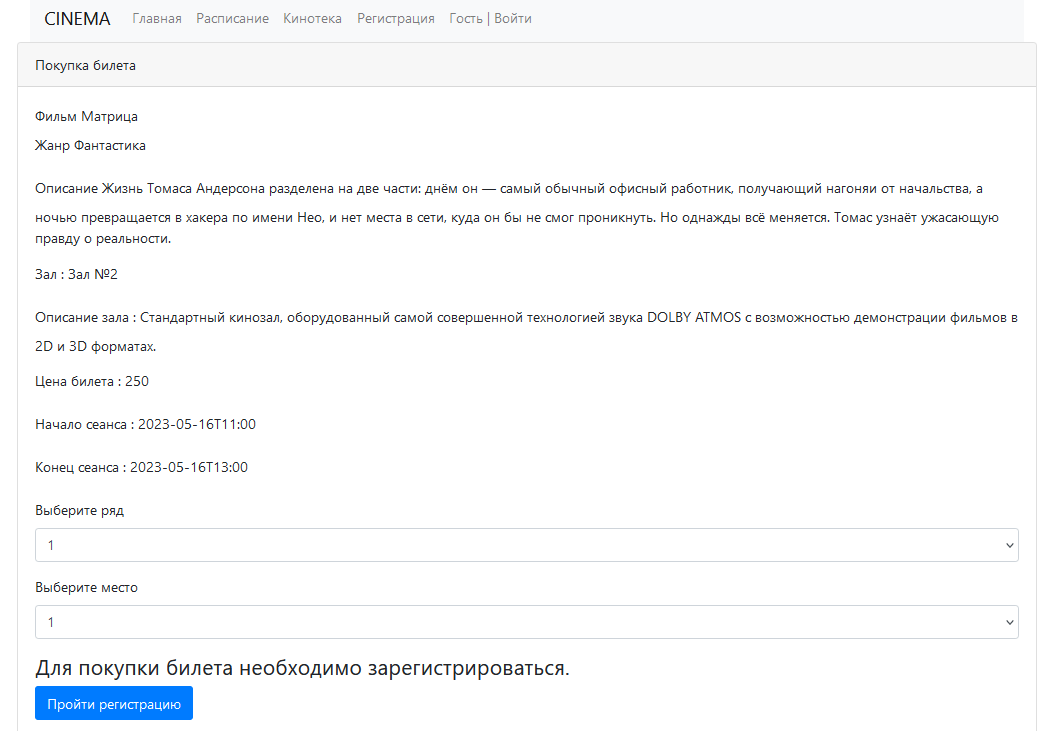 CINEMA Главная Расписание Кинотека Регистрация Гость | Войти
Покупка билета
Фильм Матрица
Жанр Фантастика
Описание Жизнь Томаса Андерсона разделена на две части: днём он — самый обычный офисный работник, получающий нагоняи от начальства, а
ночью превращается в хакера по имени Нео, и нет места в сети, куда он бы не смог проникнуть. Но однажды всё меняется. Томас узнаёт ужасающую
правду о реальности.
Зал : Зал №2
Описание зала : Стандартный кинозал, оборудованный самой совершенной технологией звука DOLBY ATMOS с возможностью демонстрации фильмов в
2D и 3D форматах.
Цена билета : 250
Начало сеанса : 2023-05-16T11:00
Конец сеанса : 2023-05-16T13:00
Выберите ряд
1
Выберите место
1
Для покупки билета необходимо зарегистрироваться.
Пройти регистрацию